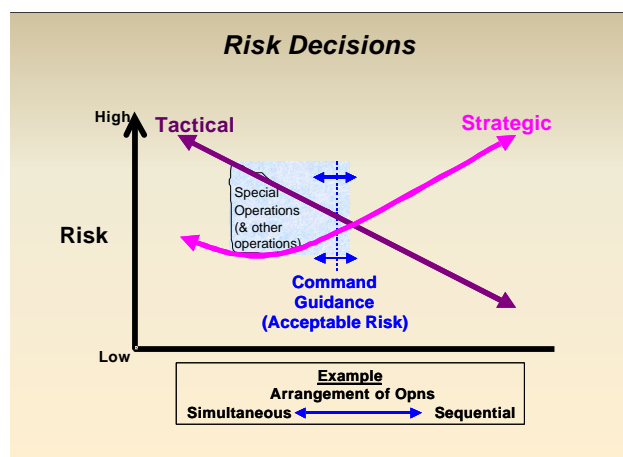 Risk Decisions
High
Tactical
Strategic
Special
Operations
(& other
operations)
Risk
Command
Guidance
(Acceptable Risk)
Low
Example
Arrangement of Opns
Simultaneous Sequential